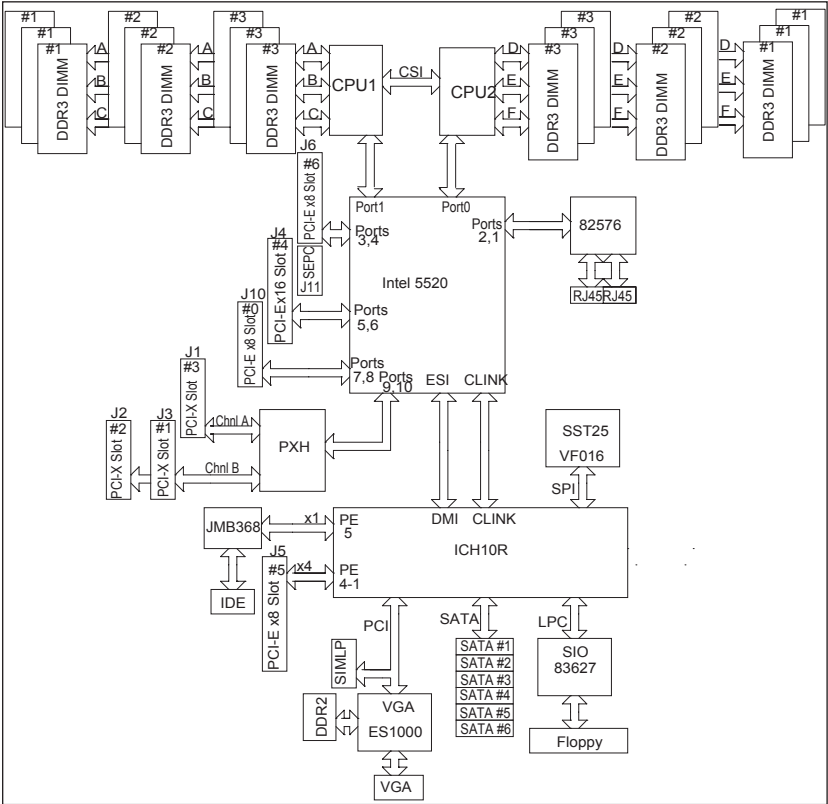 #1
#1
#1
DDR3 DIMM
A
B
C
#2
#2
#2
DDR3 DIMM
A
B
C
#3
#3
#3
DDR3 DIMM
A
B
C
CPU1
CSI
CPU2
D
E
F
#3
#3
#3
DDR3 DIMM
D
E
F
#2
#2
#2
DDR3 DIMM
D
E
F
#1
#1
#1
DDR3 DIMM
J6
#6
PCI-E x8 Slot
SEPC
J11
J4
#4
PCI-Ex16 Slot
J10
#0
PCI-E x8 Slot
Port1
Port0
Ports
3,4
Ports
2,1
Intel 5520
Ports
5,6
Ports
7,8
Ports
9,10
ESI
CLINK
82576
RJ45
RJ45
J1
#3
PCI-X Slot
J2
#2
PCI-X Slot
J3
#1
PCI-X Slot
Chnl A
Chnl B
PXH
SST25
VF016
SPI
JMB368
x1
PE
5
DMI
CLINK
ICH10R
IDE
J5
#5
PCI-E x8 Slot
x4
PE
4-1
PCI
SATA
LPC
SIMLP
DDR2
VGA
ES1000
VGA
SATA #1
SATA #2
SATA #3
SATA #4
SATA #5
SATA #6
SIO
83627
Floppy